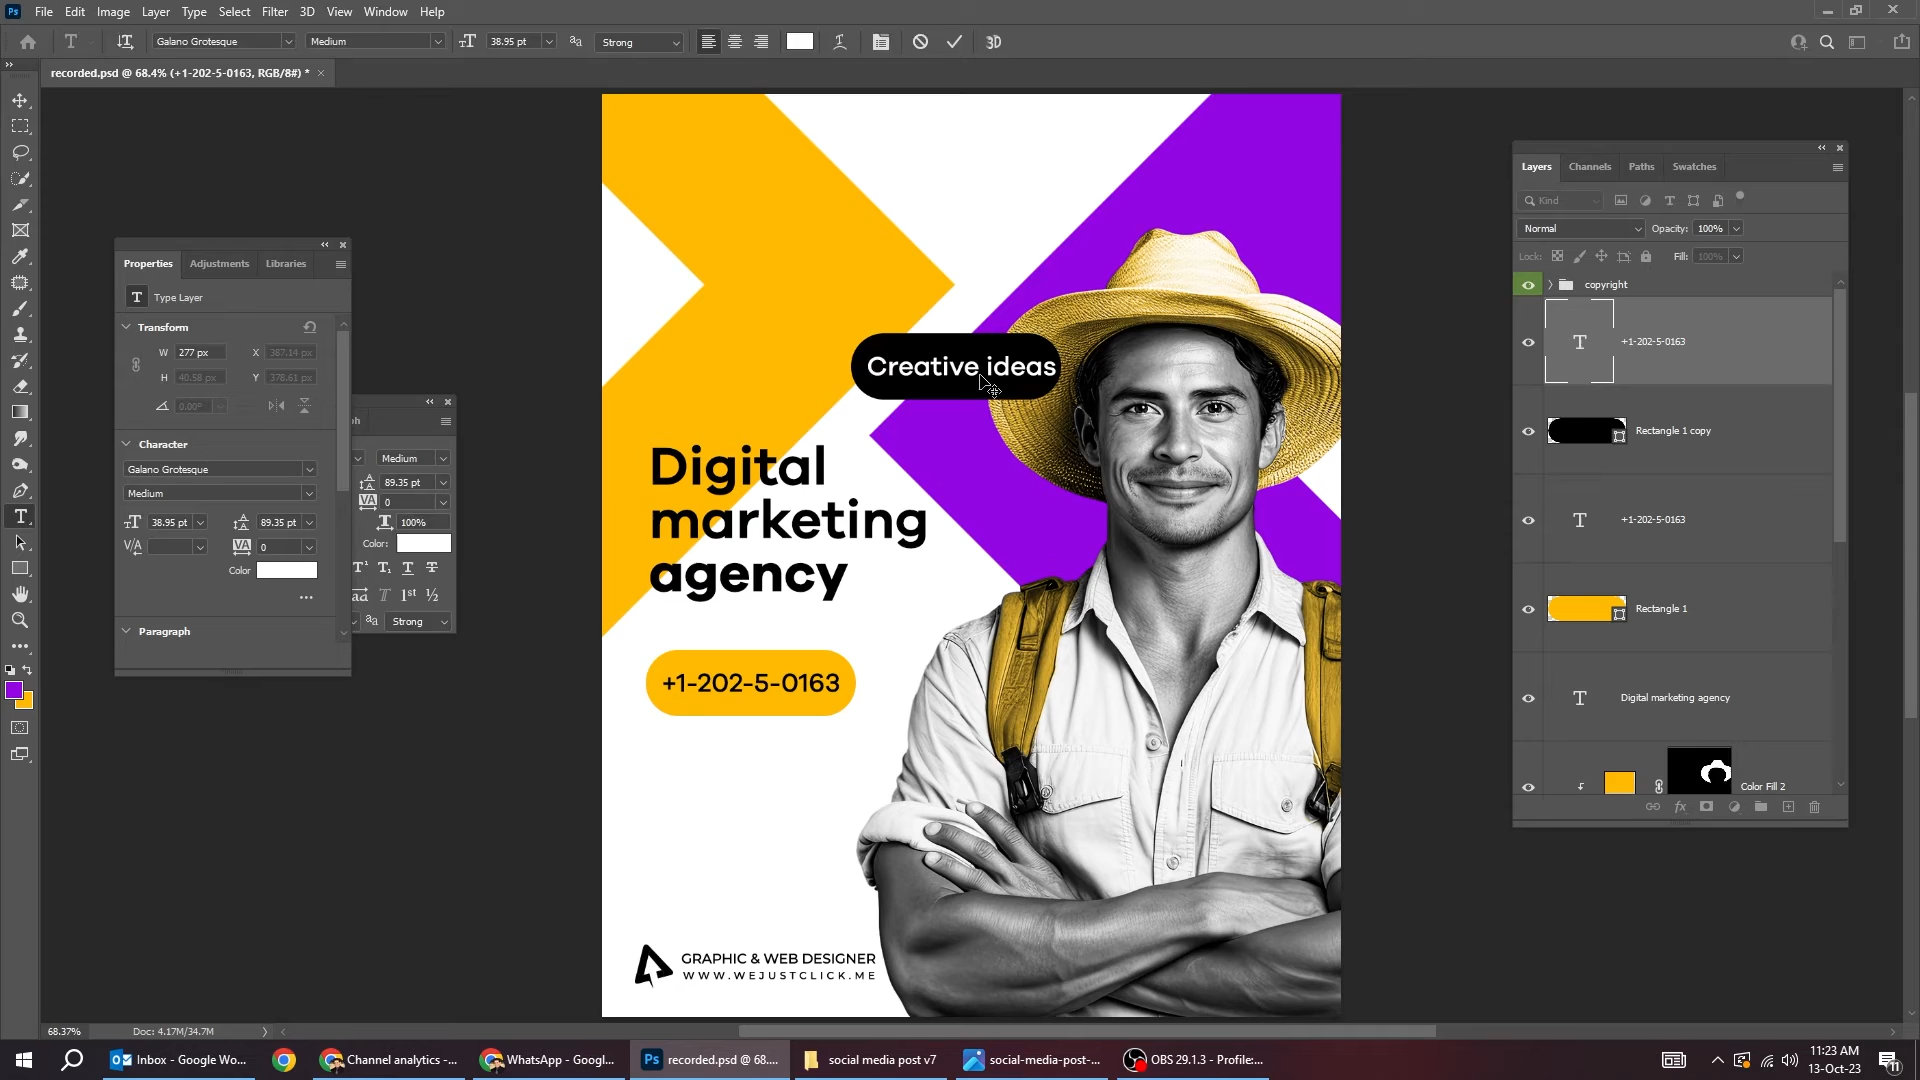 Ps File Edit Image Layer Type Select Filter 3D View Window Help
Galano Grotesque Medium 38.95 pt Strong 3D
recorded.psd @ 68.4% (+1-202-5-0163, RGB/8#) *
Properties Adjustments Libraries
T Type Layer
Transform
W 277 px X 387.14 px
H 40.58 px Y 378.61 px
0.00°
Character
Galano Grotesque
Medium
38.95 pt 89.35 pt
V/A VA 0
Color
Paragraph
ph
Medium
89.35 pt
VA 0
100%
Color:
1st ½
aa Strong
Creative ideas
Digital
marketing
agency
+1-202-5-0163
GRAPHIC & WEB DESIGNER
WWW.WEJUSTCLICK.ME
Layers Channels Paths Swatches
Kind
Normal Opacity: 100%
Lock: Fill: 100%
copyright
T +1-202-5-0163
Rectangle 1 copy
T +1-202-5-0163
Rectangle 1
T Digital marketing agency
Color Fill 2
fx
68.37% Doc: 4.17M/34.7M
Inbox - Google Wo... Channel analytics -... WhatsApp - Googl... Ps recorded.psd @ 68.... social media post v7 social-media-post-... OBS 29.1.3 - Profile:...
11:23 AM
13-Oct-23
11